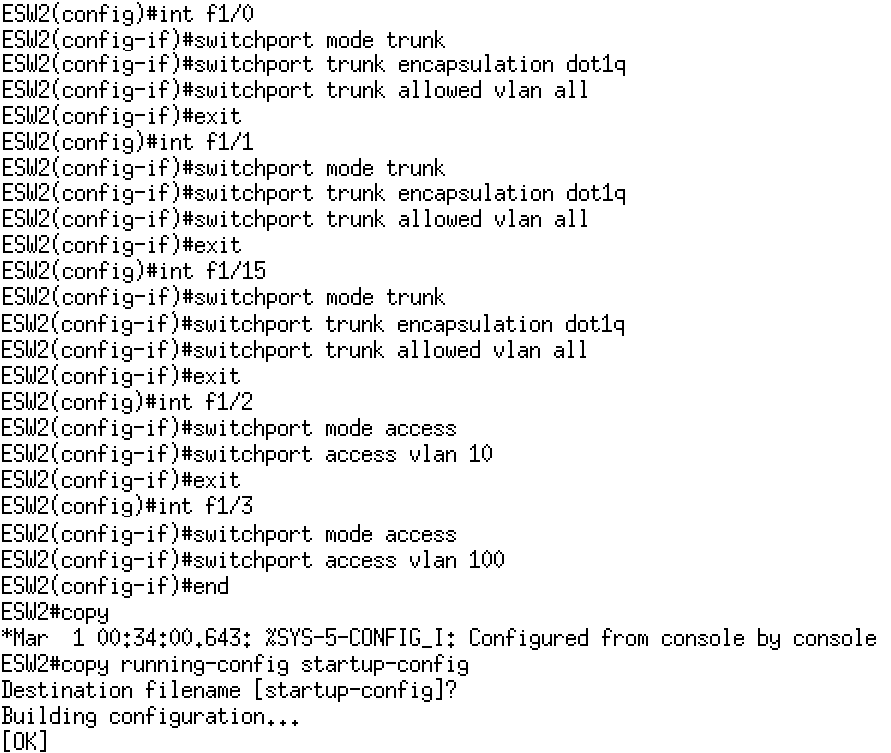 ESW2(config)#int f1/0
ESW2(config-if)#switchport mode trunk
ESW2(config-if)#switchport trunk encapsulation dot1q
ESW2(config-if)#switchport trunk allowed vlan all
ESW2(config-if)#exit
ESW2(config)#int f1/1
ESW2(config-if)#switchport mode trunk
ESW2(config-if)#switchport trunk encapsulation dot1q
ESW2(config-if)#switchport trunk allowed vlan all
ESW2(config-if)#exit
ESW2(config)#int f1/15
ESW2(config-if)#switchport mode trunk
ESW2(config-if)#switchport trunk encapsulation dot1q
ESW2(config-if)#switchport trunk allowed vlan all
ESW2(config-if)#exit
ESW2(config)#int f1/2
ESW2(config-if)#switchport mode access
ESW2(config-if)#switchport access vlan 10
ESW2(config-if)#exit
ESW2(config)#int f1/3
ESW2(config-if)#switchport mode access
ESW2(config-if)#switchport access vlan 100
ESW2(config-if)#end
ESW2#copy
*Mar  1 00:34:00.643: %SYS-5-CONFIG_I: Configured from console by console
ESW2#copy running-config startup-config
Destination filename [startup-config]?
Building configuration...
[OK]